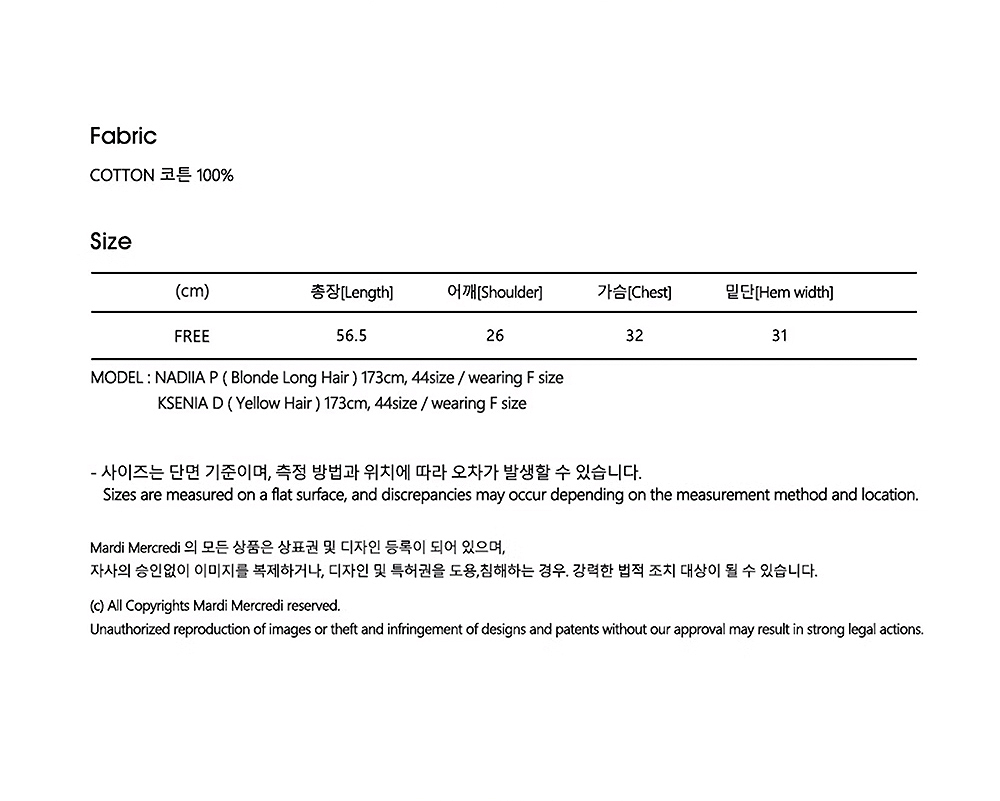 Fabric
COTTON 코튼 100%
Size
(cm) 총장[Length] 어깨[Shoulder] 가슴[Chest] 밑단[Hem width]
FREE 56.5 26 32 31
MODEL : NADIIA P ( Blonde Long Hair ) 173cm, 44size / wearing F size
KSENIA D ( Yellow Hair ) 173cm, 44size / wearing F size
- 사이즈는 단면 기준이며, 측정 방법과 위치에 따라 오차가 발생할 수 있습니다.
Sizes are measured on a flat surface, and discrepancies may occur depending on the measurement method and location.
Mardi Mercredi 의 모든 상품은 상표권 및 디자인 등록이 되어 있으며,
자사의 승인없이 이미지를 복제하거나, 디자인 및 특허권을 도용,침해하는 경우. 강력한 법적 조치 대상이 될 수 있습니다.
(c) All Copyrights Mardi Mercredi reserved.
Unauthorized reproduction of images or theft and infringement of designs and patents without our approval may result in strong legal actions.